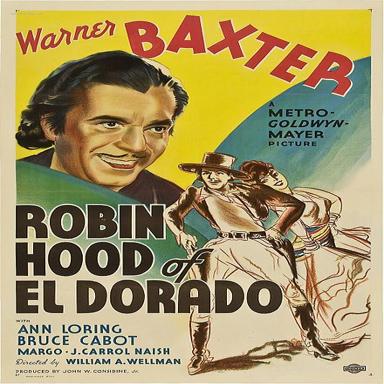 Warner BAXTER
A
METRO-
GOLDWYN-
MAYER
PICTURE
ROBIN
HOOD of
EL DORADO
WITH
ANN LORING
BRUCE CABOT
MARGO · J. CARROL NAISH
Directed by WILLIAM A. WELLMAN
PRODUCED BY JOHN W. CONSIDINE, Jr.